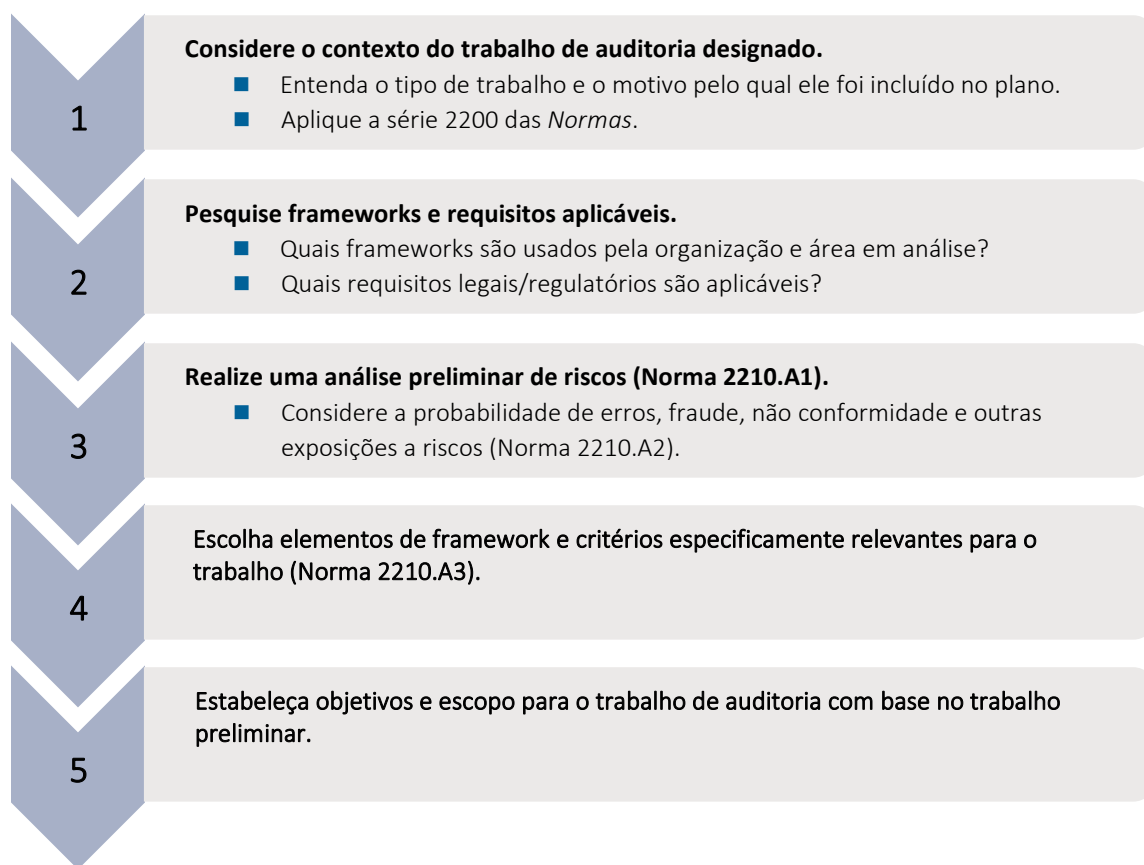 1
Considere o contexto do trabalho de auditoria designado.
Entenda o tipo de trabalho e o motivo pelo qual ele foi incluído no plano.
Aplique a série 2200 das Normas.
2
Pesquise frameworks e requisitos aplicáveis.
Quais frameworks são usados pela organização e área em análise?
Quais requisitos legais/regulatórios são aplicáveis?
3
Realize uma análise preliminar de riscos (Norma 2210.A1).
Considere a probabilidade de erros, fraude, não conformidade e outras
exposições a riscos (Norma 2210.A2).
4
Escolha elementos de framework e critérios especificamente relevantes para o
trabalho (Norma 2210.A3).
5
Estabeleça objetivos e escopo para o trabalho de auditoria com base no trabalho
preliminar.